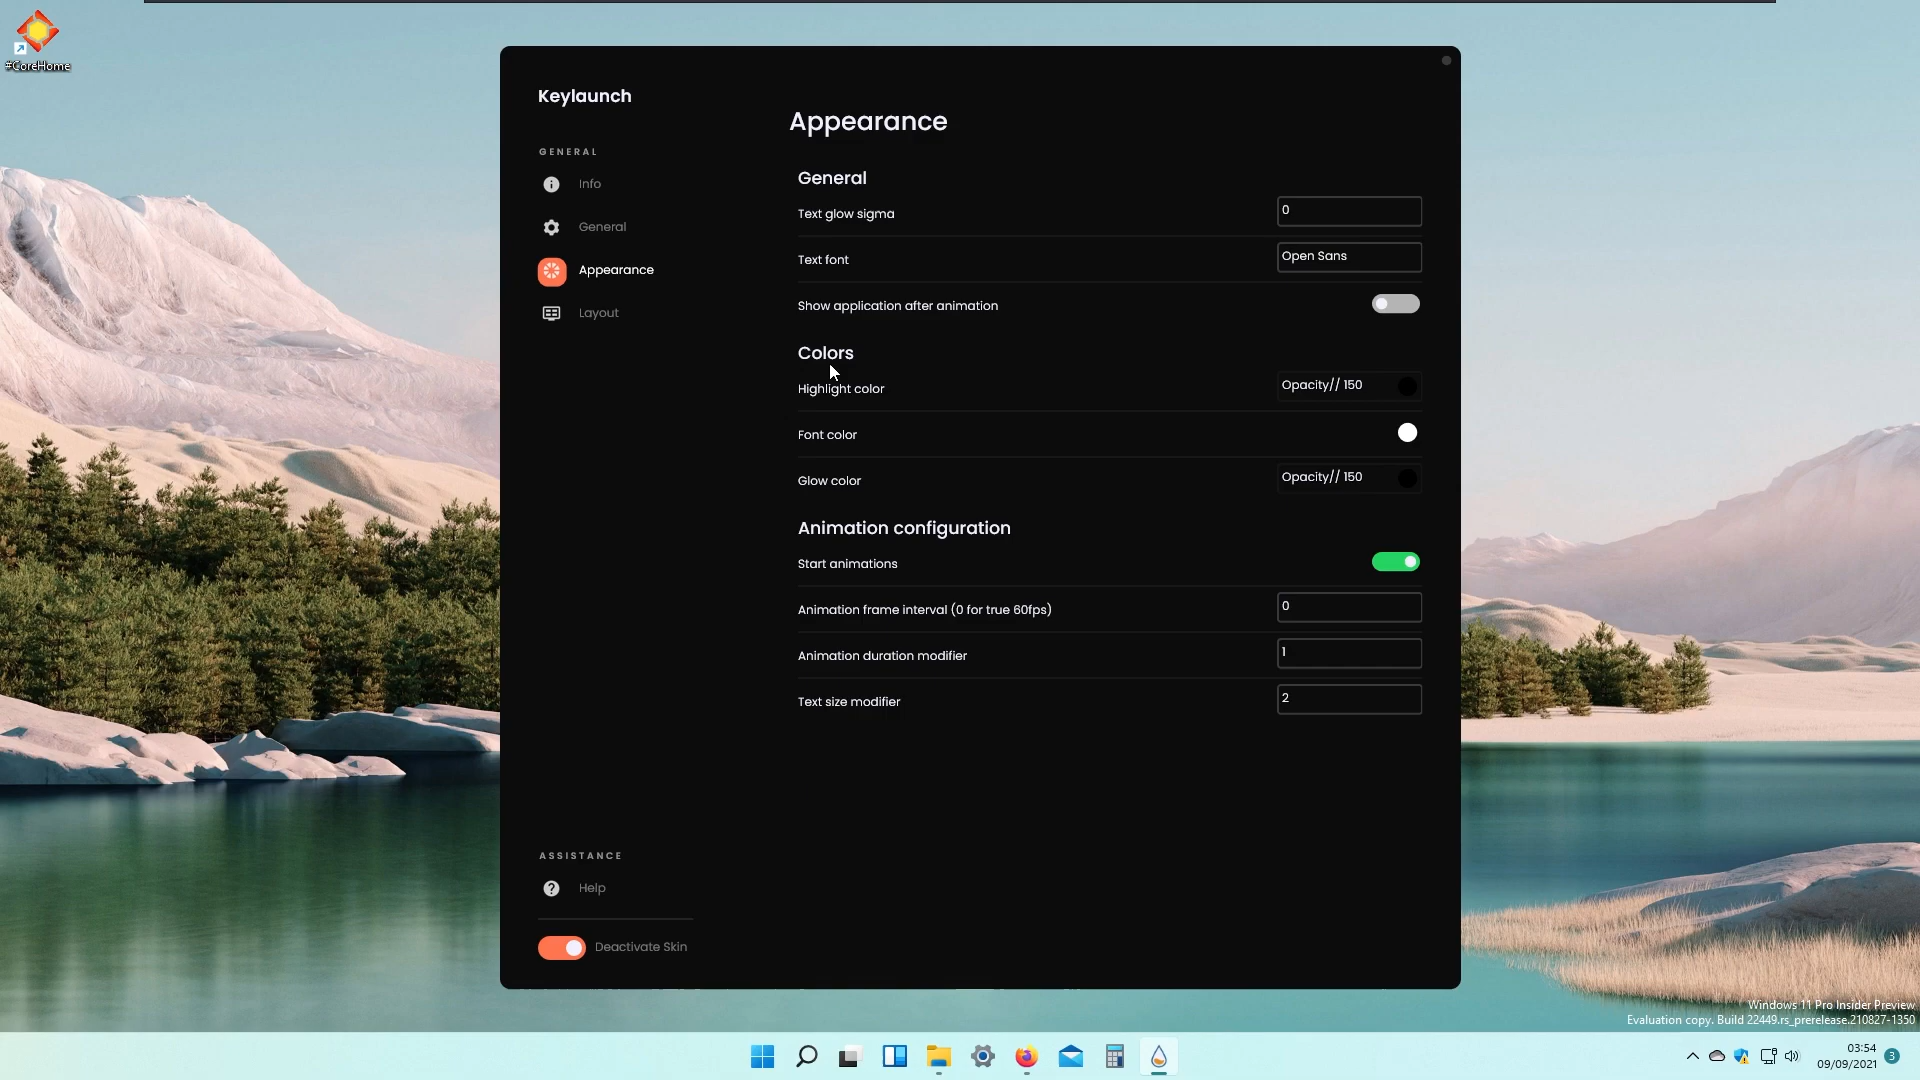 #CoreHome
Keylaunch
GENERAL
Info
General
Appearance
Layout
Appearance
General
Text glow sigma
0
Text font
Open Sans
Show application after animation
Colors
Highlight color
Opacity// 150
Font color
Glow color
Opacity// 150
Animation configuration
Start animations
Animation frame interval (0 for true 60fps)
0
Animation duration modifier
1
Text size modifier
2
ASSISTANCE
Help
Deactivate Skin
Windows 11 Pro Insider Preview
Evaluation copy. Build 22449.rs_prerelease.210827-1350
03:54
09/09/2021
3